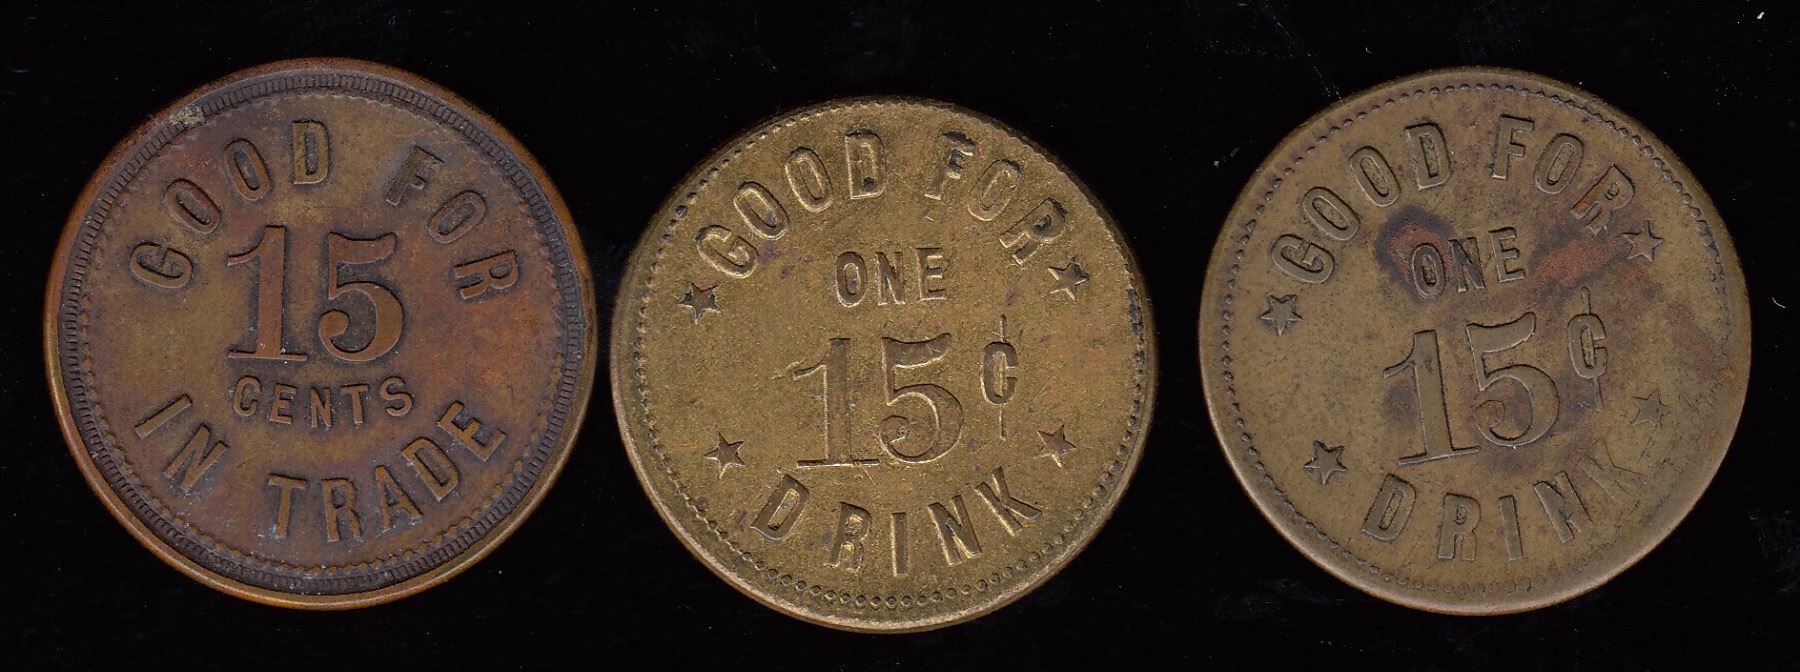 GOOD FOR
15
CENTS
IN TRADE
GOOD FOR
ONE
15¢
DRINK
GOOD FOR
ONE
15¢
DRINK